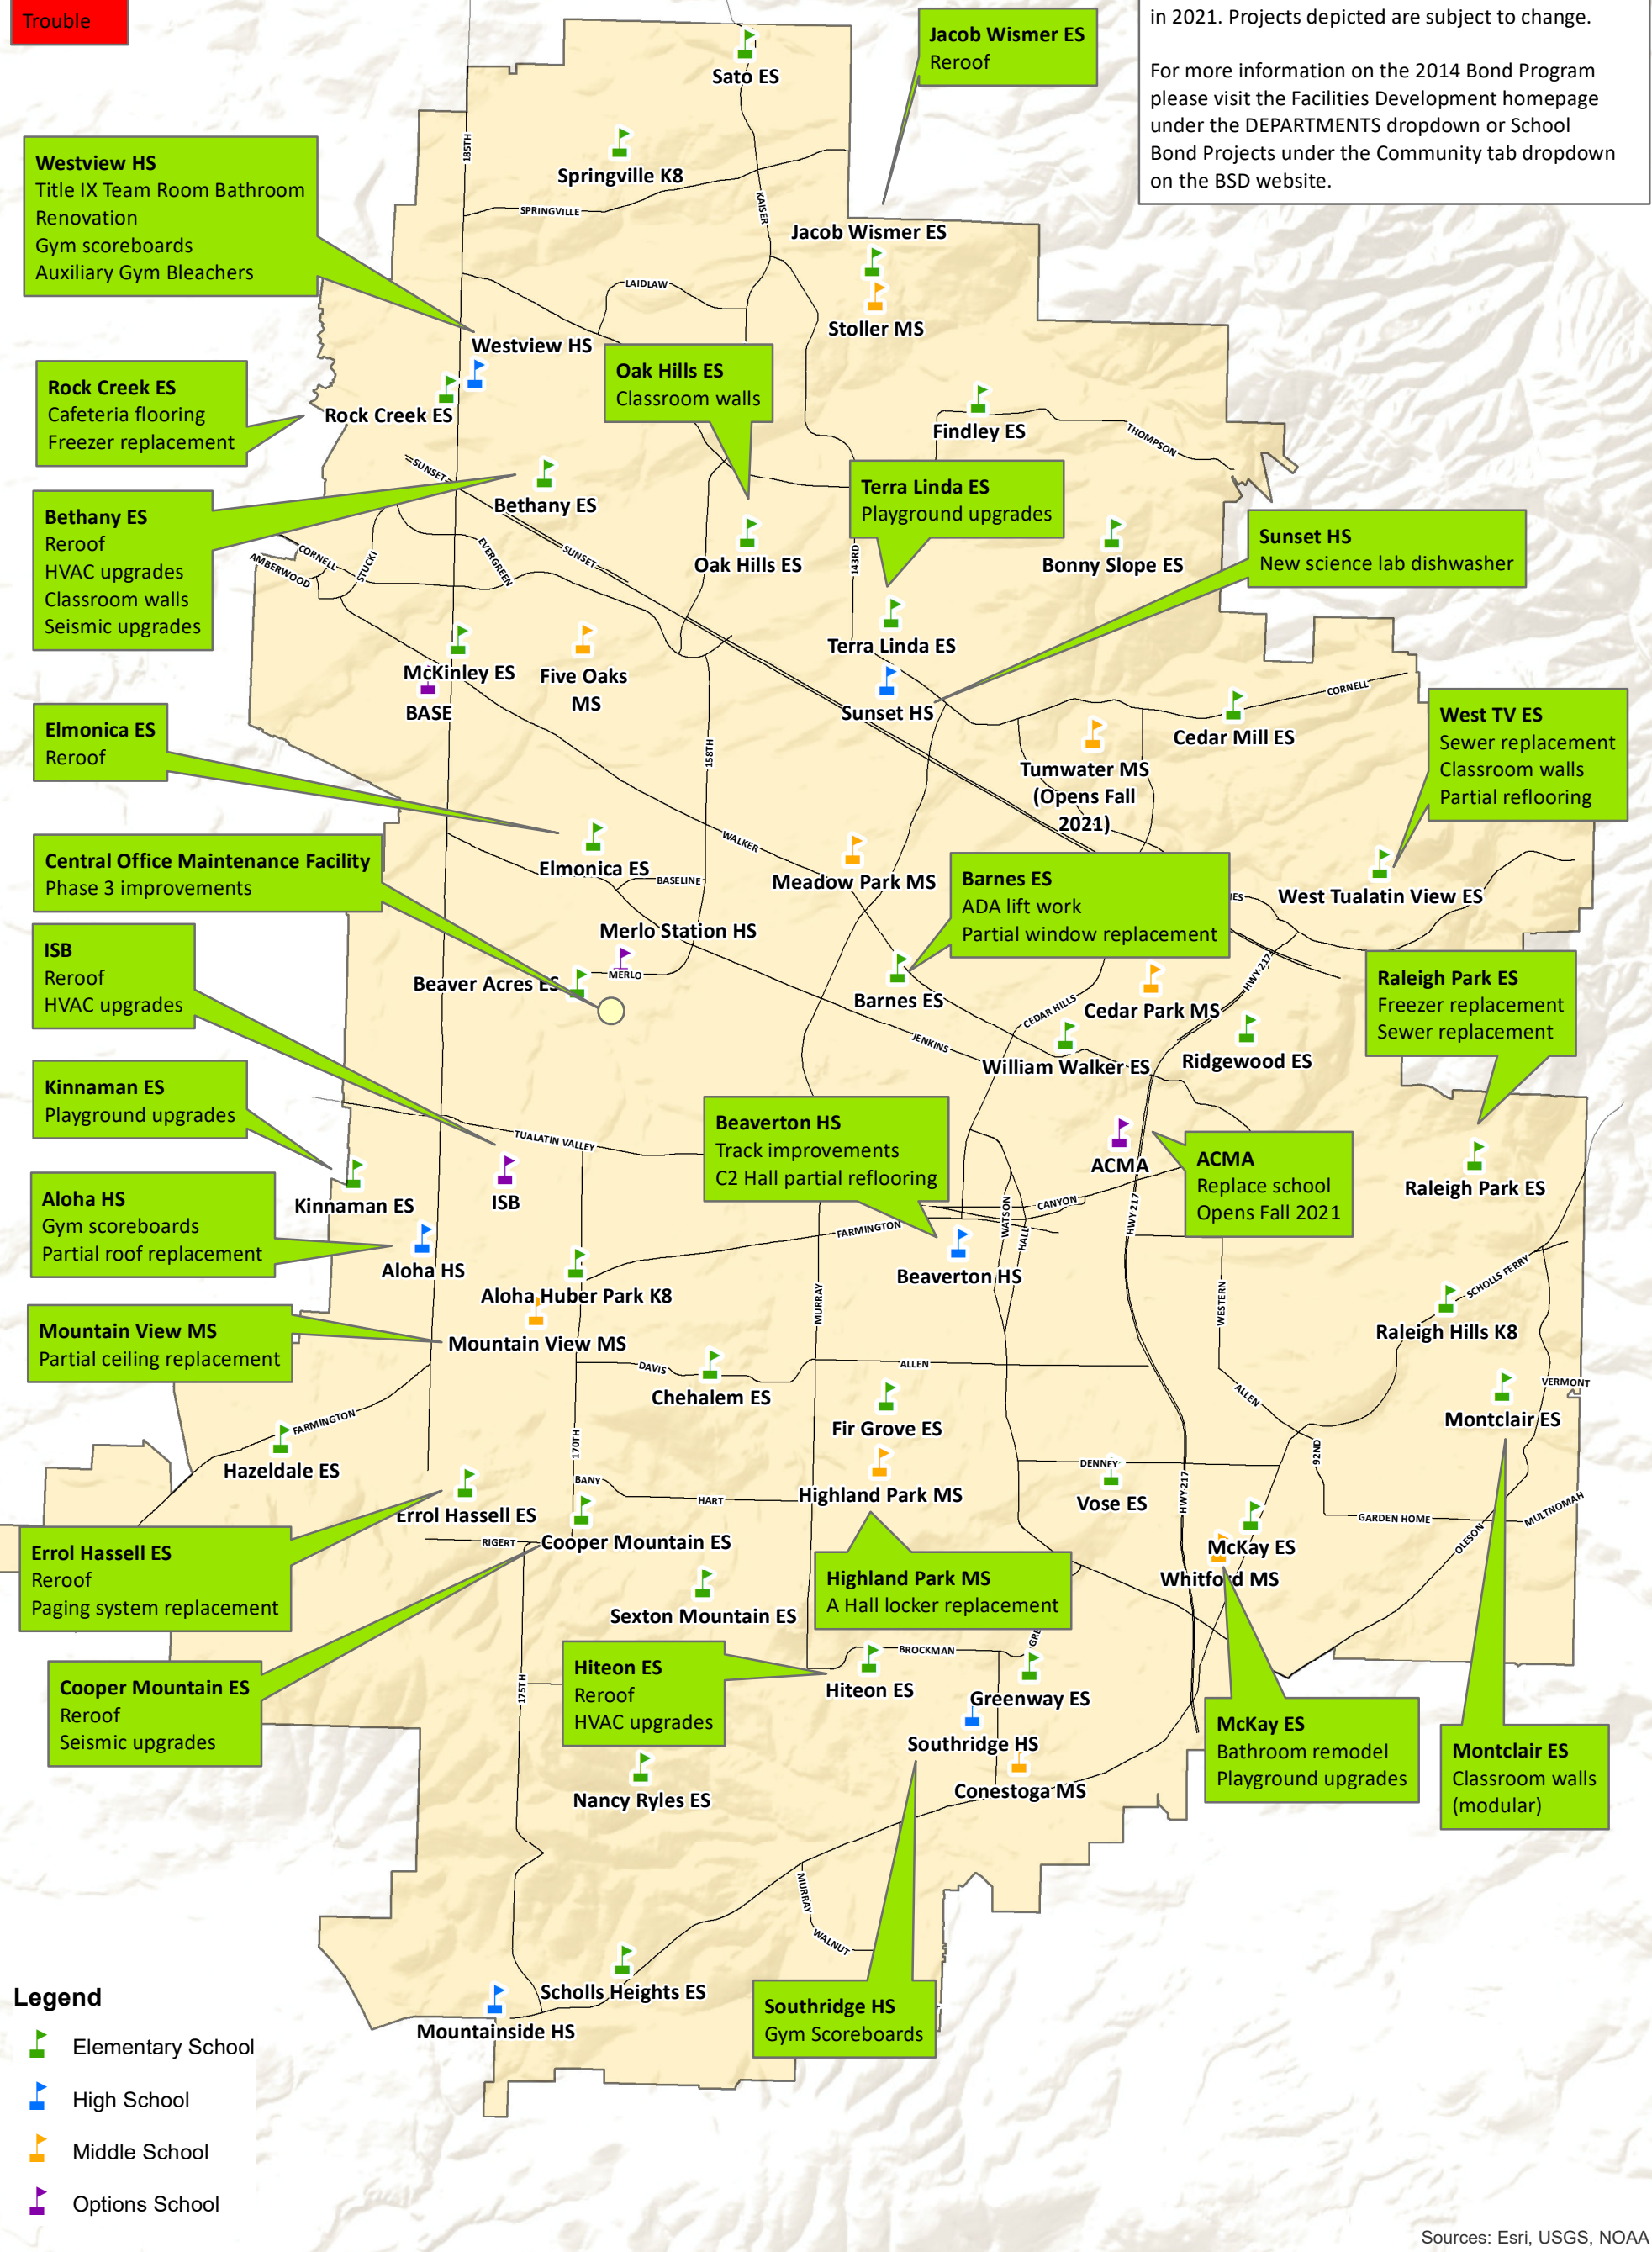 Trouble
in 2021. Projects depicted are subject to change.
For more information on the 2014 Bond Program
please visit the Facilities Development homepage
under the DEPARTMENTS dropdown or School
Bond Projects under the Community tab dropdown
on the BSD website.
Jacob Wismer ES
Reroof
Sato ES
185TH
Springville K8
SPRINGVILLE
KAISER
Westview HS
Title IX Team Room Bathroom
Renovation
Gym scoreboards
Auxiliary Gym Bleachers
Jacob Wismer ES
LAIDLAW
Stoller MS
Westview HS
Oak Hills ES
Classroom walls
Rock Creek ES
Cafeteria flooring
Freezer replacement
Rock Creek ES
Findley ES
THOMPSON
SUNSET
Bethany ES
Terra Linda ES
Playground upgrades
Bethany ES
Reroof
HVAC upgrades
Classroom walls
Seismic upgrades
CORNELL
AMBERWOOD
STUCKI
EVERGREEN
SUNSET
Oak Hills ES
143RD
Bonny Slope ES
Sunset HS
New science lab dishwasher
Terra Linda ES
McKinley ES
Five Oaks
MS
BASE
Sunset HS
CORNELL
Cedar Mill ES
West TV ES
Sewer replacement
Classroom walls
Partial reflooring
Elmonica ES
Reroof
158TH
Tumwater MS
(Opens Fall
2021)
WALKER
Central Office Maintenance Facility
Phase 3 improvements
Elmonica ES
BASELINE
Meadow Park MS
Barnes ES
ADA lift work
Partial window replacement
West Tualatin View ES
ISB
Reroof
HVAC upgrades
Merlo Station HS
MERLO
Beaver Acres ES
Barnes ES
CEDAR HILLS
Cedar Park MS
HWY 217
Raleigh Park ES
Freezer replacement
Sewer replacement
JENKINS
William Walker ES
Ridgewood ES
Kinnaman ES
Playground upgrades
TUALATIN VALLEY
Beaverton HS
Track improvements
C2 Hall partial reflooring
ACMA
ACMA
Replace school
Opens Fall 2021
Raleigh Park ES
Kinnaman ES
ISB
Aloha HS
Gym scoreboards
Partial roof replacement
Aloha HS
FARMINGTON
WATSON
HALL
CANYON
HWY 217
Beaverton HS
SCHOLLS FERRY
Aloha Huber Park K8
MURRAY
WESTERN
Raleigh Hills K8
Mountain View MS
Partial ceiling replacement
Mountain View MS
DAVIS
ALLEN
Chehalem ES
ALLEN
VERMONT
Montclair ES
FARMINGTON
Fir Grove ES
Hazeldale ES
170TH
92ND
BANY
HART
DENNEY
Highland Park MS
Vose ES
HWY 217
Errol Hassell ES
RIGERT
Cooper Mountain ES
GARDEN HOME
MULTNOMAH
OLESON
McKay ES
Whitford MS
Errol Hassell ES
Reroof
Paging system replacement
Highland Park MS
A Hall locker replacement
Sexton Mountain ES
BROCKMAN
Cooper Mountain ES
Reroof
Seismic upgrades
175TH
Hiteon ES
Reroof
HVAC upgrades
Hiteon ES
Greenway ES
Southridge HS
Conestoga MS
McKay ES
Bathroom remodel
Playground upgrades
Montclair ES
Classroom walls
(modular)
Nancy Ryles ES
MURRAY
WALNUT
Scholls Heights ES
Southridge HS
Gym Scoreboards
Mountainside HS
Legend
Elementary School
High School
Middle School
Options School
Sources: Esri, USGS, NOAA